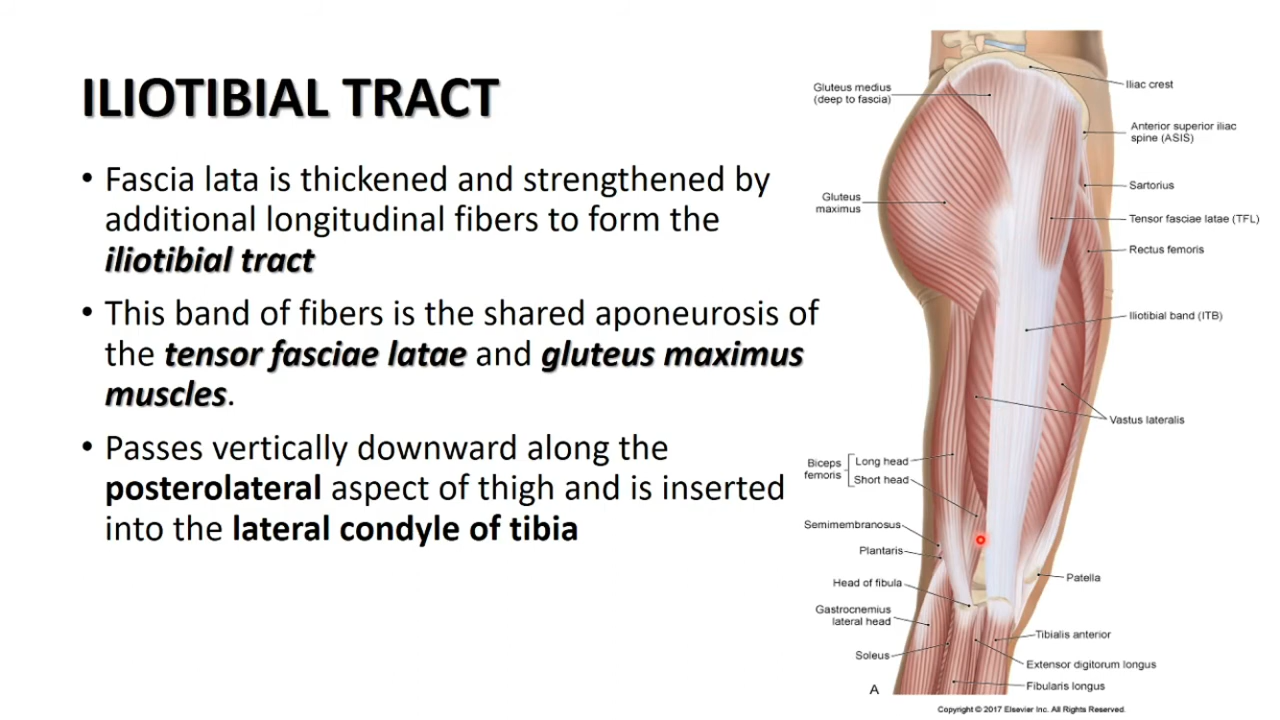 ILIOTIBIAL TRACT
• Fascia lata is thickened and strengthened by
additional longitudinal fibers to form the
iliotibial tract
• This band of fibers is the shared aponeurosis of
the tensor fasciae latae and gluteus maximus
muscles.
• Passes vertically downward along the
posterolateral aspect of thigh and is inserted
into the lateral condyle of tibia
Gluteus medius
(deep to fascia)
Gluteus
maximus
Biceps
femoris
Long head
Short head
Semimembranosus
Plantaris
Head of fibula
Gastrocnemius
lateral head
Soleus
A
Iliac crest
Anterior superior iliac
spine (ASIS)
Sartorius
Tensor fasciae latae (TFL)
Rectus femoris
Iliotibial band (ITB)
Vastus lateralis
Patella
Tibialis anterior
Extensor digitorum longus
Fibularis longus
Copyright © 2017 Elsevier Inc. All Rights Reserved.